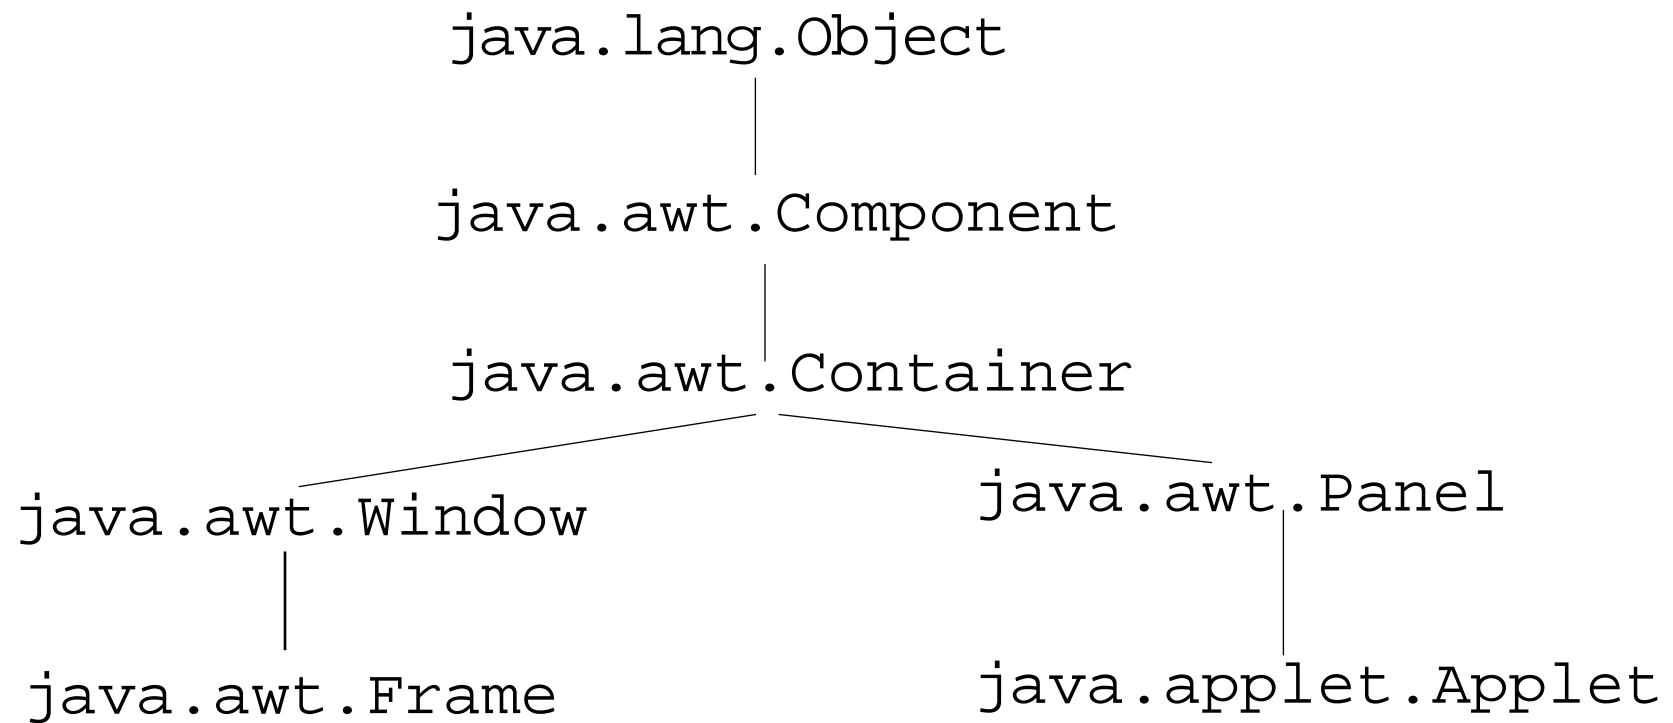 java.lang.Object
java.awt.Component
java.awt.Container
java.awt.Window
java.awt.Panel
java.awt.Frame
java.applet.Applet